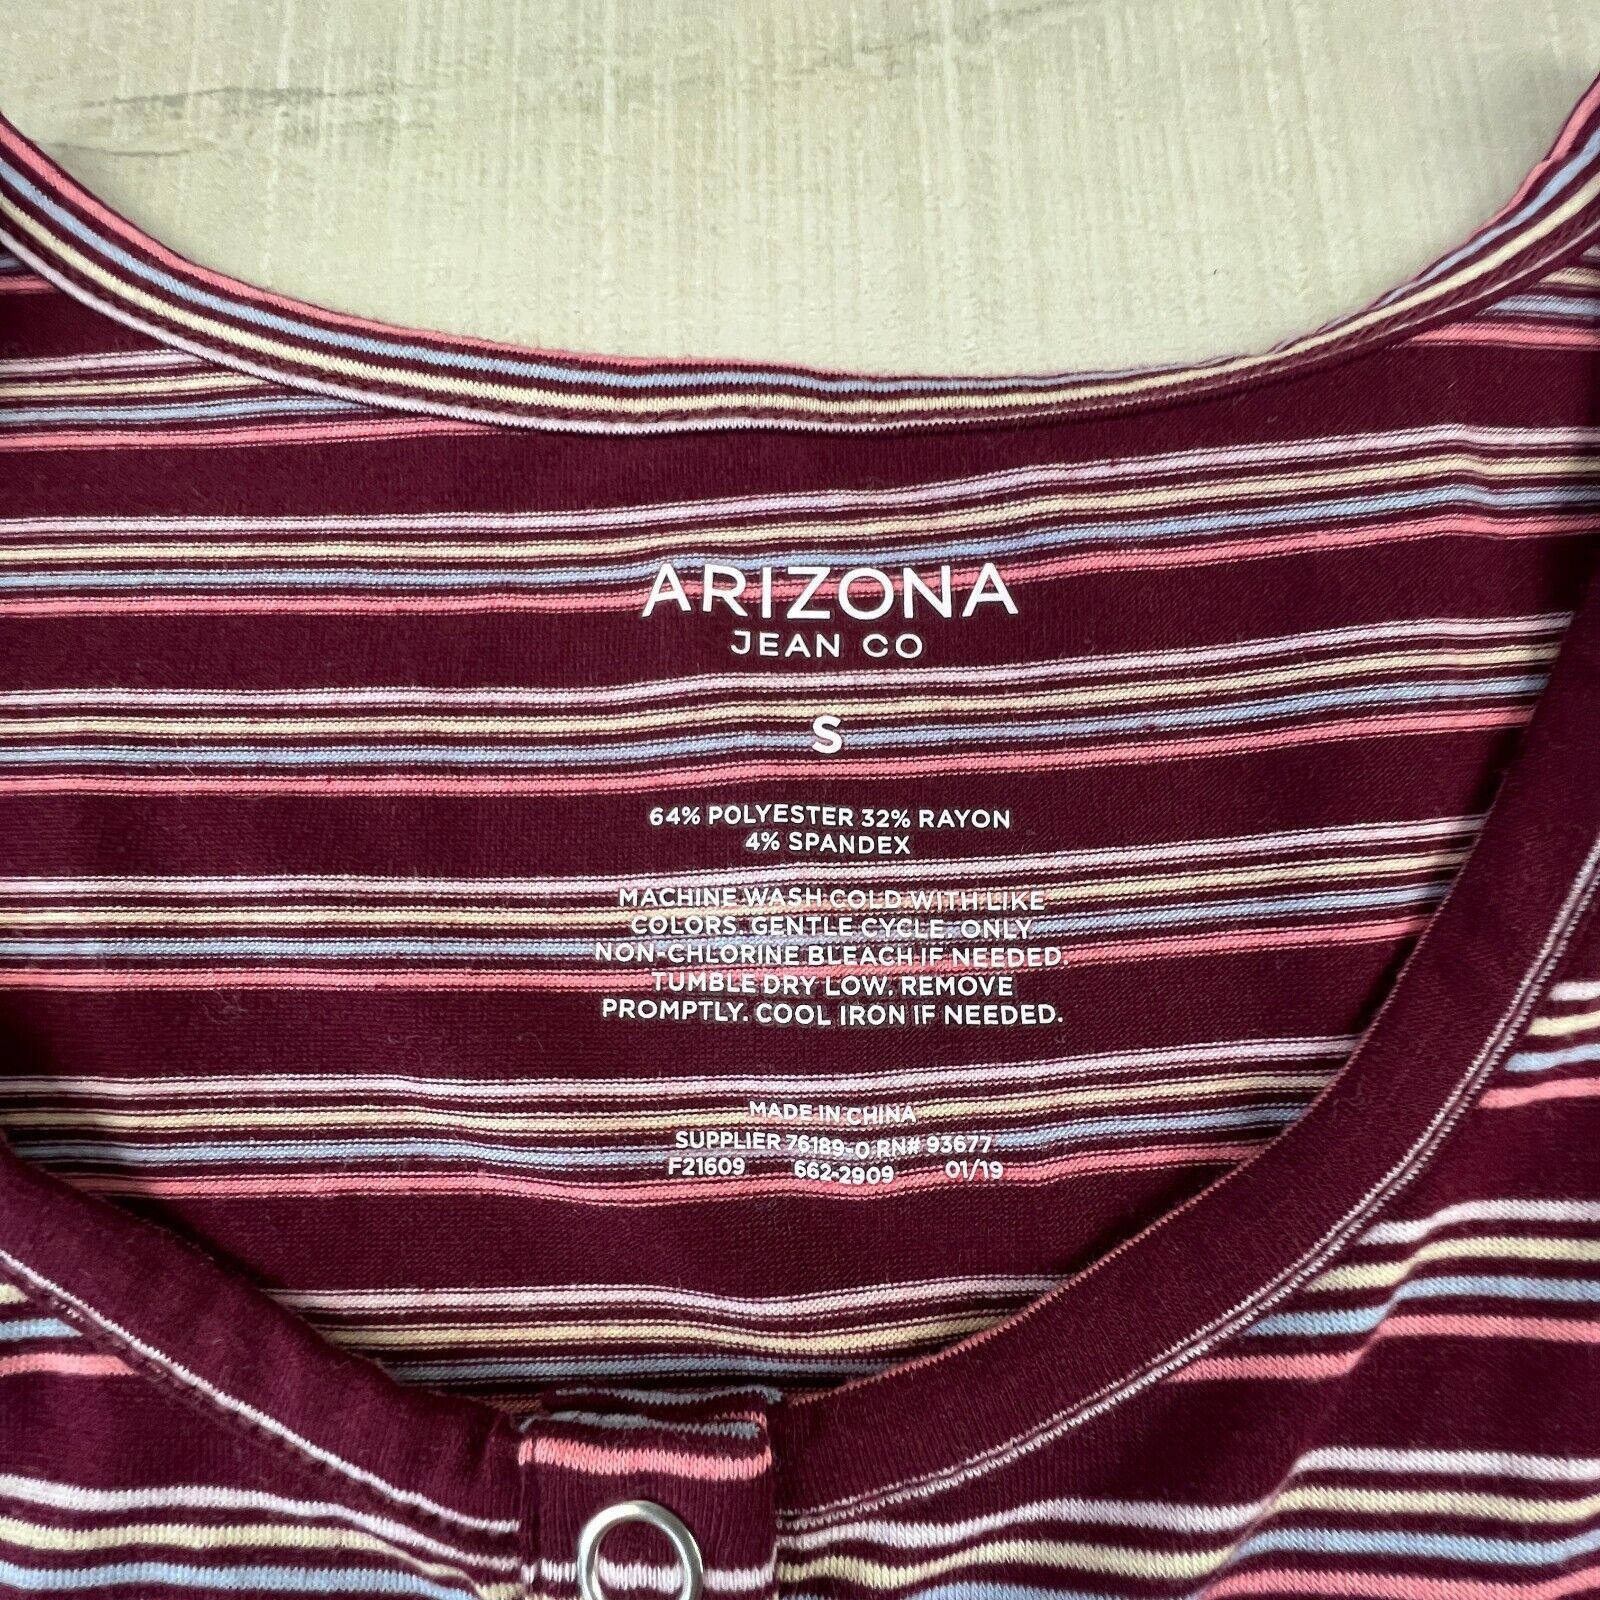 ARIZONA
JEAN CO
S
64% POLYESTER 32% RAYON
4% SPANDEX
MACHINE WASH COLD WITH LIKE
COLORS. GENTLE CYCLE. ONLY
NON-CHLORINE BLEACH IF NEEDED.
TUMBLE DRY LOW. REMOVE
PROMPTLY. COOL IRON IF NEEDED.
MADE IN CHINA
SUPPLIER 76189-0 RN# 93677
F21609 662-2909 01/19